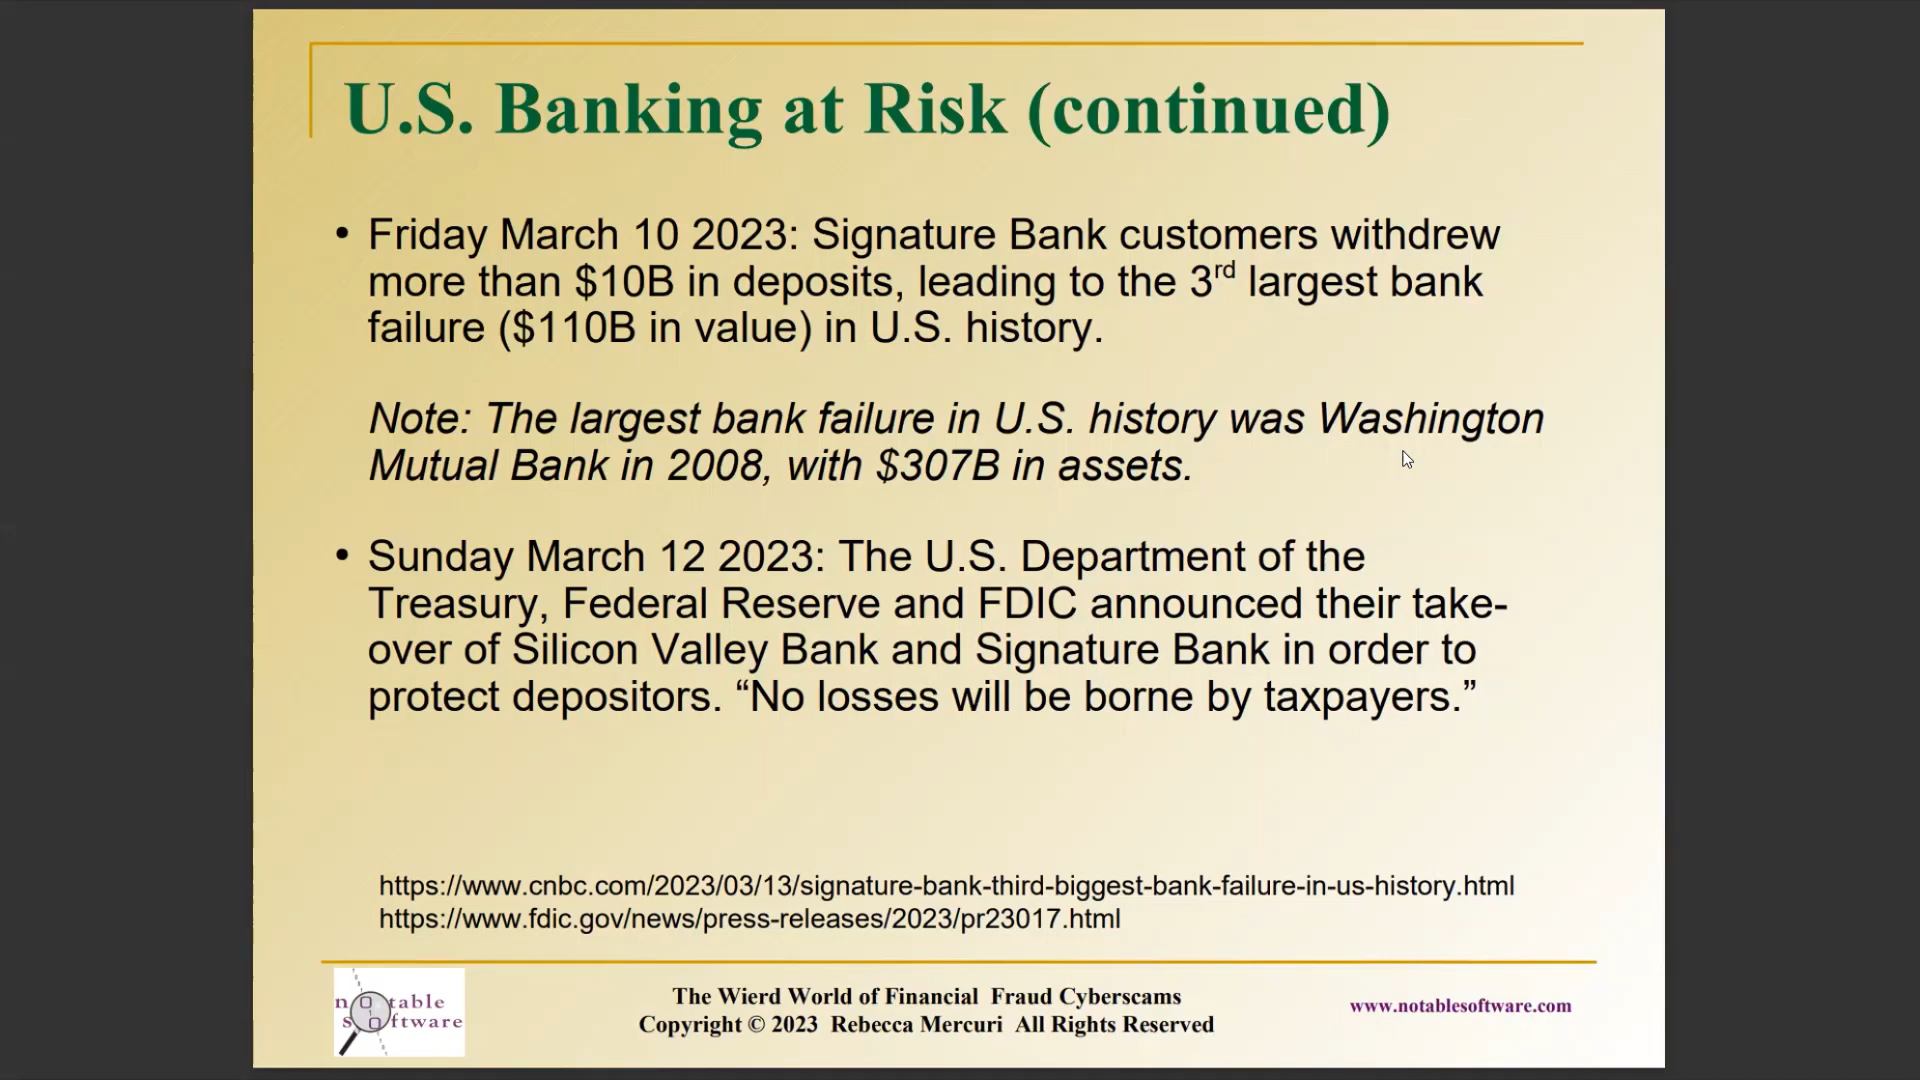 U.S. Banking at Risk (continued)
• Friday March 10 2023: Signature Bank customers withdrew
more than $10B in deposits, leading to the 3rd largest bank
failure ($110B in value) in U.S. history.
Note: The largest bank failure in U.S. history was Washington
Mutual Bank in 2008, with $307B in assets.
• Sunday March 12 2023: The U.S. Department of the
Treasury, Federal Reserve and FDIC announced their take-
over of Silicon Valley Bank and Signature Bank in order to
protect depositors. “No losses will be borne by taxpayers.”
https://www.cnbc.com/2023/03/13/signature-bank-third-biggest-bank-failure-in-us-history.html
https://www.fdic.gov/news/press-releases/2023/pr23017.html
notable
software
The Wierd World of Financial Fraud Cyberscams
Copyright © 2023 Rebecca Mercuri All Rights Reserved
www.notablesoftware.com